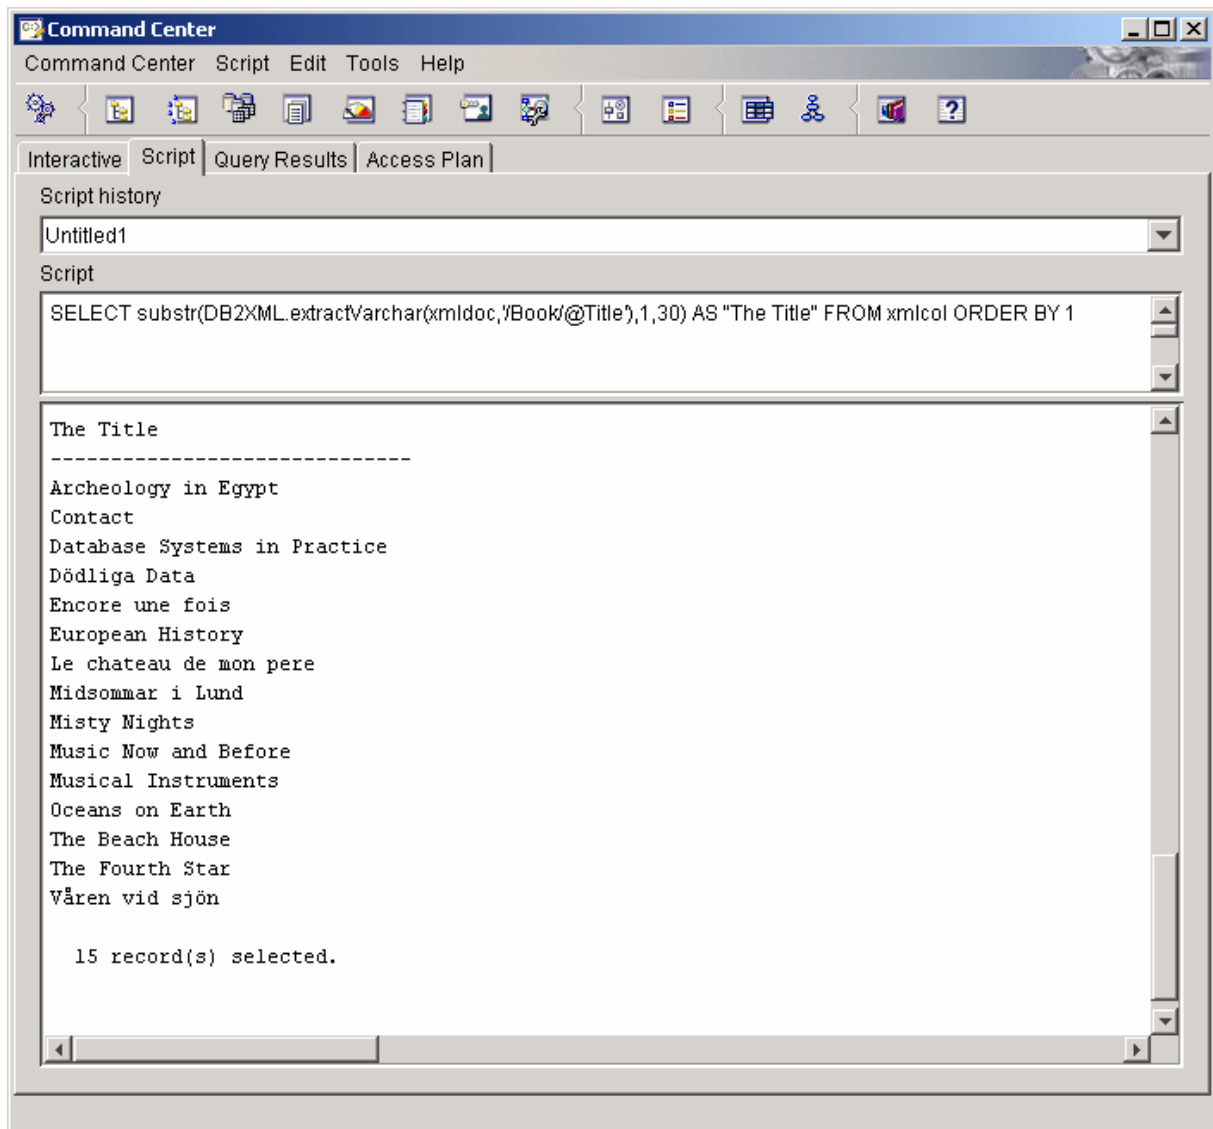 Command Center
Command Center Script Edit Tools Help
Interactive Script Query Results Access Plan
Script history
Untitled1
Script
SELECT substr(DB2XML.extractVarchar(xmldoc,'/Book/@Title'),1,30) AS "The Title" FROM xmlcol ORDER BY 1
The Title
------------------------------
Archeology in Egypt
Contact
Database Systems in Practice
Dödliga Data
Encore une fois
European History
Le chateau de mon pere
Midsommar i Lund
Misty Nights
Music Now and Before
Musical Instruments
Oceans on Earth
The Beach House
The Fourth Star
Våren vid sjön
15 record(s) selected.